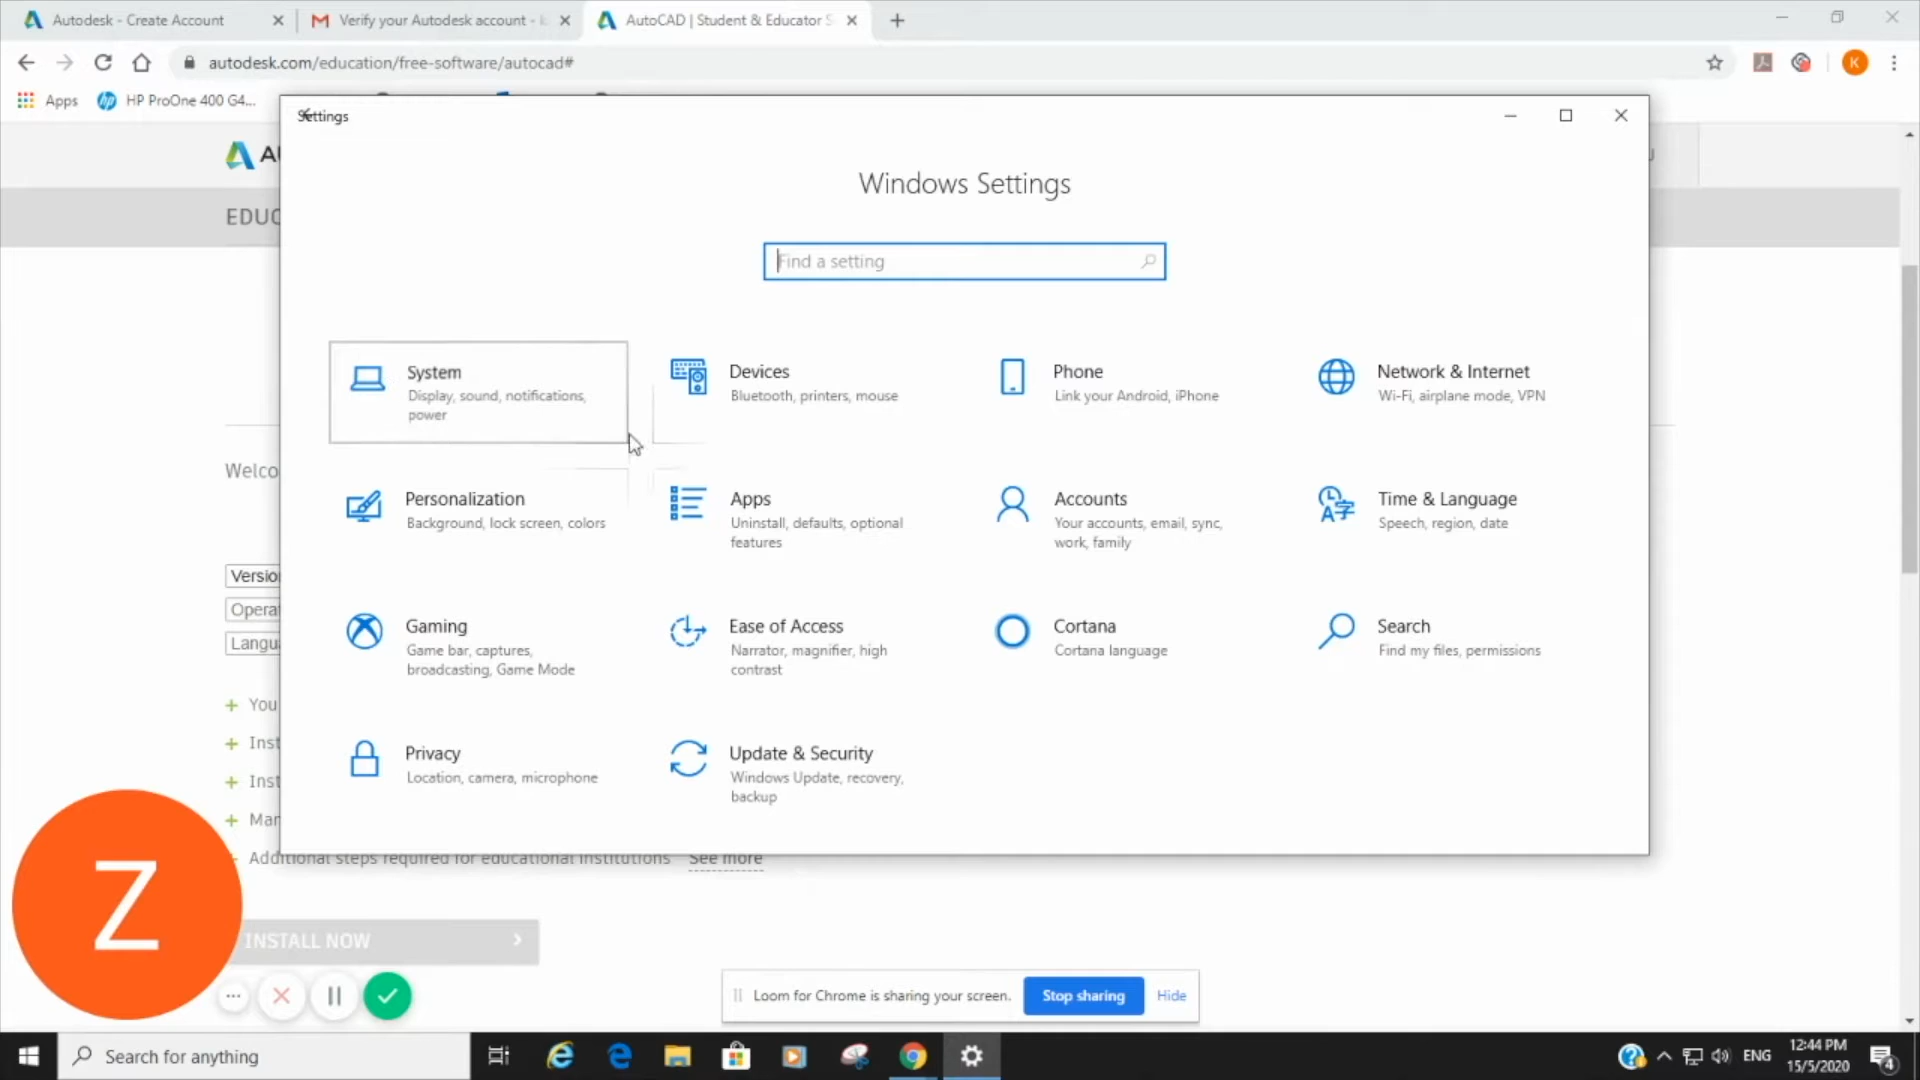 Autodesk - Create Account
Verify your Autodesk account -
AutoCAD | Student & Educator S
autodesk.com/education/free-software/autocad#
K
Apps
HP ProOne 400 G4...
Settings
EDUC
Windows Settings
Find a setting
System
Display, sound, notifications,
power
Devices
Bluetooth, printers, mouse
Phone
Link your Android, iPhone
Network & Internet
Wi-Fi, airplane mode, VPN
Welco
Personalization
Background, lock screen, colors
Apps
Uninstall, defaults, optional
features
Accounts
Your accounts, email, sync,
work, family
Time & Language
Speech, region, date
Versio
Operat
Langu
Gaming
Game bar, captures,
broadcasting, Game Mode
Ease of Access
Narrator, magnifier, high
contrast
Cortana
Cortana language
Search
Find my files, permissions
+ You
+ Inst
+ Inst
+ Mar
Privacy
Location, camera, microphone
Update & Security
Windows Update, recovery,
backup
Additional steps required for educational institutions See more
Z
INSTALL NOW
Loom for Chrome is sharing your screen.
Stop sharing
Hide
Search for anything
ENG
12:44 PM
15/5/2020
4